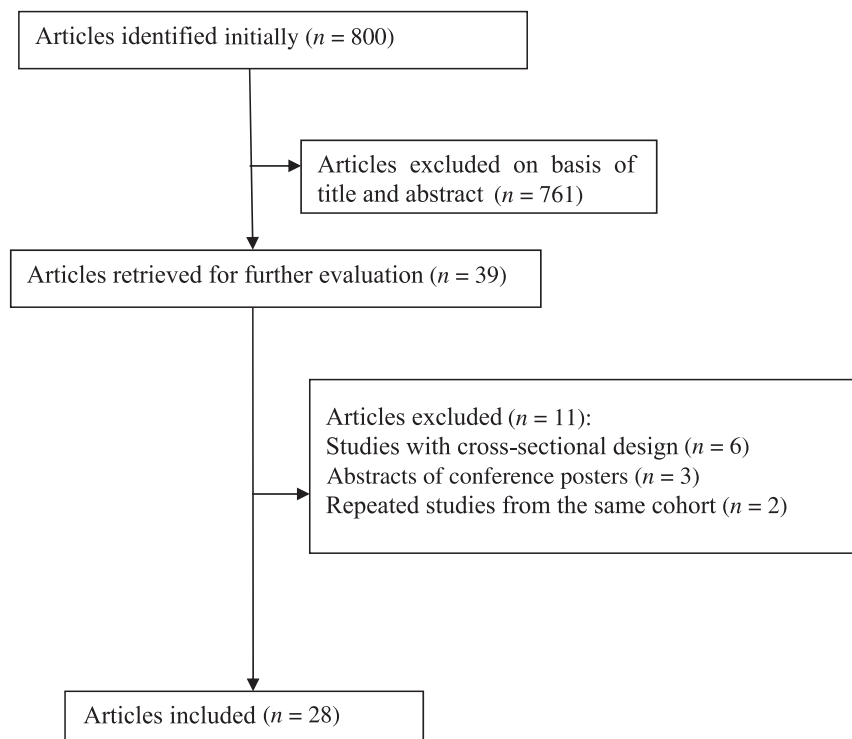 Articles identified initially (n = 800)
Articles excluded on basis of
title and abstract (n = 761)
Articles retrieved for further evaluation (n = 39)
Articles excluded (n = 11):
Studies with cross-sectional design (n = 6)
Abstracts of conference posters (n = 3)
Repeated studies from the same cohort (n = 2)
Articles included (n = 28)